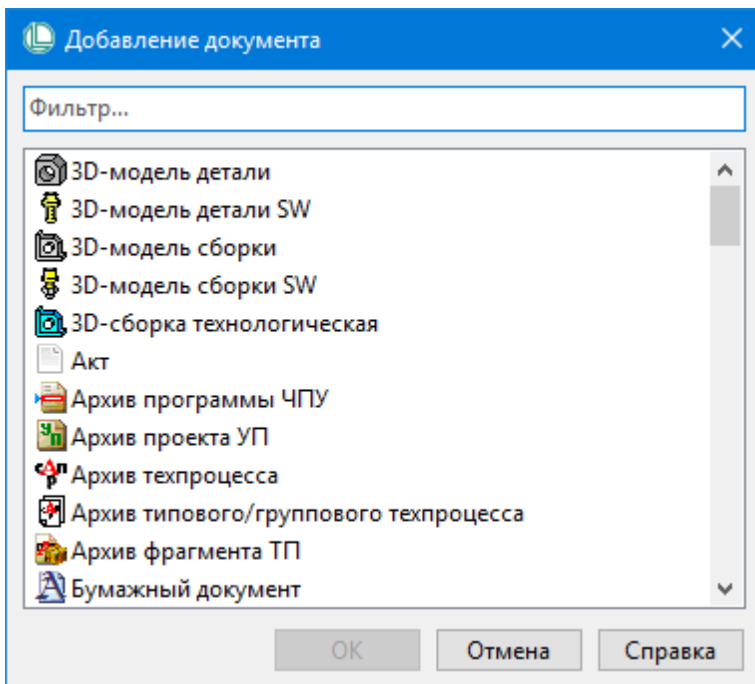 Добавление документа
Фильтр...
3D-модель детали
3D-модель детали SW
3D-модель сборки
3D-модель сборки SW
3D-сборка технологическая
Акт
Архив программы ЧПУ
Архив проекта УП
Архив техпроцесса
Архив типового/группового техпроцесса
Архив фрагмента ТП
Бумажный документ
ОК Отмена Справка